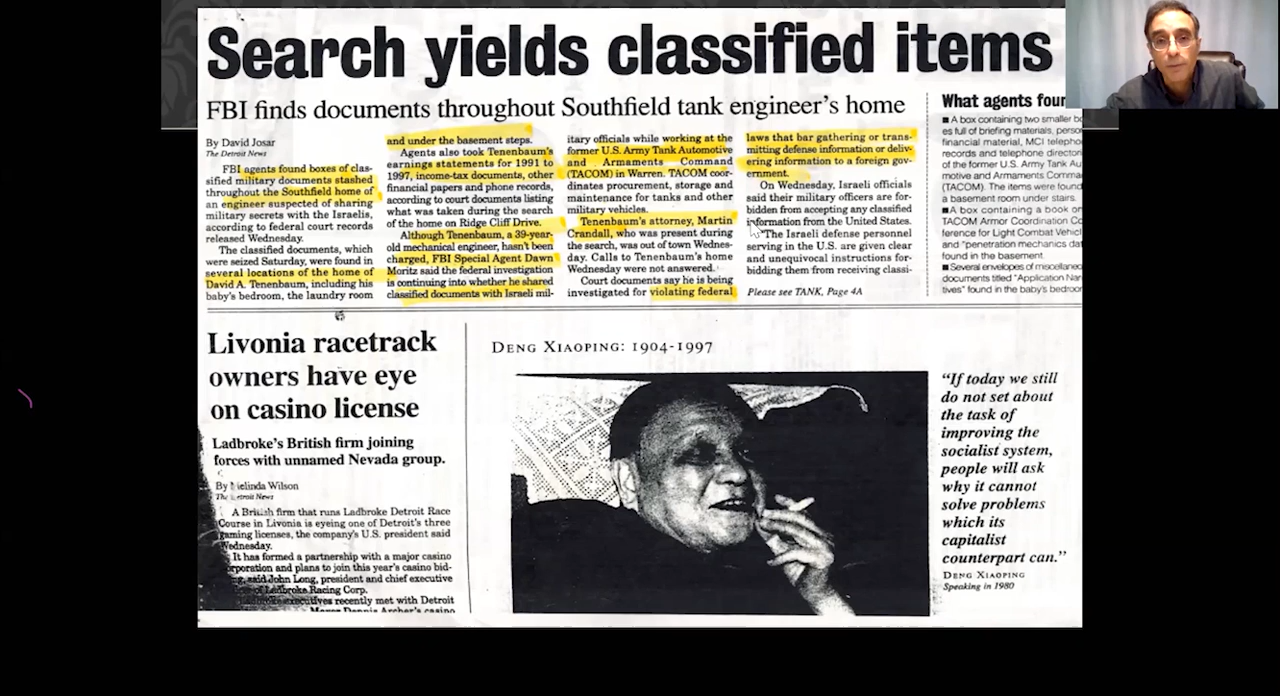 Search yields classified items
FBI finds documents throughout Southfield tank engineer's home
By David Josar
The Detroit News
FBI agents found boxes of clas-
sified military documents stashed
throughout the Southfield home of
an engineer suspected of sharing
military secrets with the Israelis,
according to federal court records
released Wednesday.
The classified documents, which
were seized Saturday, were found in
several locations of the home of
David A. Tenenbaum, including his
baby's bedroom, the laundry room
and under the basement steps.
Agents also took Tenenbaum's
earnings statements for 1991 to
1997, income-tax documents, other
financial papers and phone records,
according to court documents listing
what was taken during the search
of the home on Ridge Cliff Drive.
Although Tenenbaum, a 39-year-
old mechanical engineer, hasn't been
charged, FBI Special Agent Dawn
Moritz said the federal investigation
is continuing into whether he shared
classified documents with Israeli mil-
itary officials while working at the
former U.S. Army Tank Automotive
and Armaments Command
(TACOM) in Warren. TACOM coor-
dinates procurement, storage and
maintenance for tanks and other
military vehicles.
Tenenbaum's attorney, Martin
Crandall, who was present during
the search, was out of town Wednes-
day. Calls to Tenenbaum's home
Wednesday were not answered.
Court documents say he is being
investigated for violating federal
laws that bar gathering or trans-
mitting defense information or deliv-
ering information to a foreign gov-
ernment.
On Wednesday, Israeli officials
said their military officers are for-
bidden from accepting any classified
information from the United States.
"The Israeli defense personnel
serving in the U.S. are given clear
and unequivocal instructions for-
bidding them from receiving classi-
Please see TANK, Page 4A
What agents four
■ A box containing two smaller bo
es full of briefing materials, perso
financial material, MCI telepho
records and telephone directori
of the former U.S. Army Tank Au
motive and Armaments Comma
(TACOM). The items were found
a basement room under stairs.
■ A box containing a book or
TACOM Armor Coordination Co
ference for Light Combat Vehicl
and "penetration mechanics dat
found in the basement
■ Several envelopes of miscellaneo
documents titled "Application Nar
tives" found in the baby's bedroor
Livonia racetrack
owners have eye
on casino license
Ladbroke's British firm joining
forces with unnamed Nevada group.
By Melinda Wilson
The Detroit News
A British firm that runs Ladbroke Detroit Race
Course in Livonia is eyeing one of Detroit's three
gaming licenses, the company's U.S. president said
Wednesday.
It has formed a partnership with a major casino
corporation and plans to join this year's casino bid-
said John Long, president and chief executive
of Ladbroke Racing Corp.
executives recently met with Detroit
Mayor Dennis Archer's casino
DENG XIAOPING: 1904-1997
"If today we still
do not set about
the task of
improving the
socialist system,
people will ask
why it cannot
solve problems
which its
capitalist
counterpart can."
DENG XIAOPING
Speaking in 1980